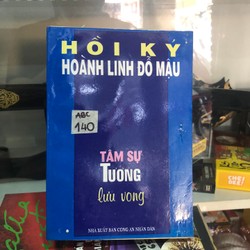 HỒI KÝ
HOÀNH LINH ĐỖ MẬU
ABC
140
TÂM SỰ
TƯỚNG
lưu vong
NHÀ XUẤT BẢN CÔNG AN NHÂN DÂN